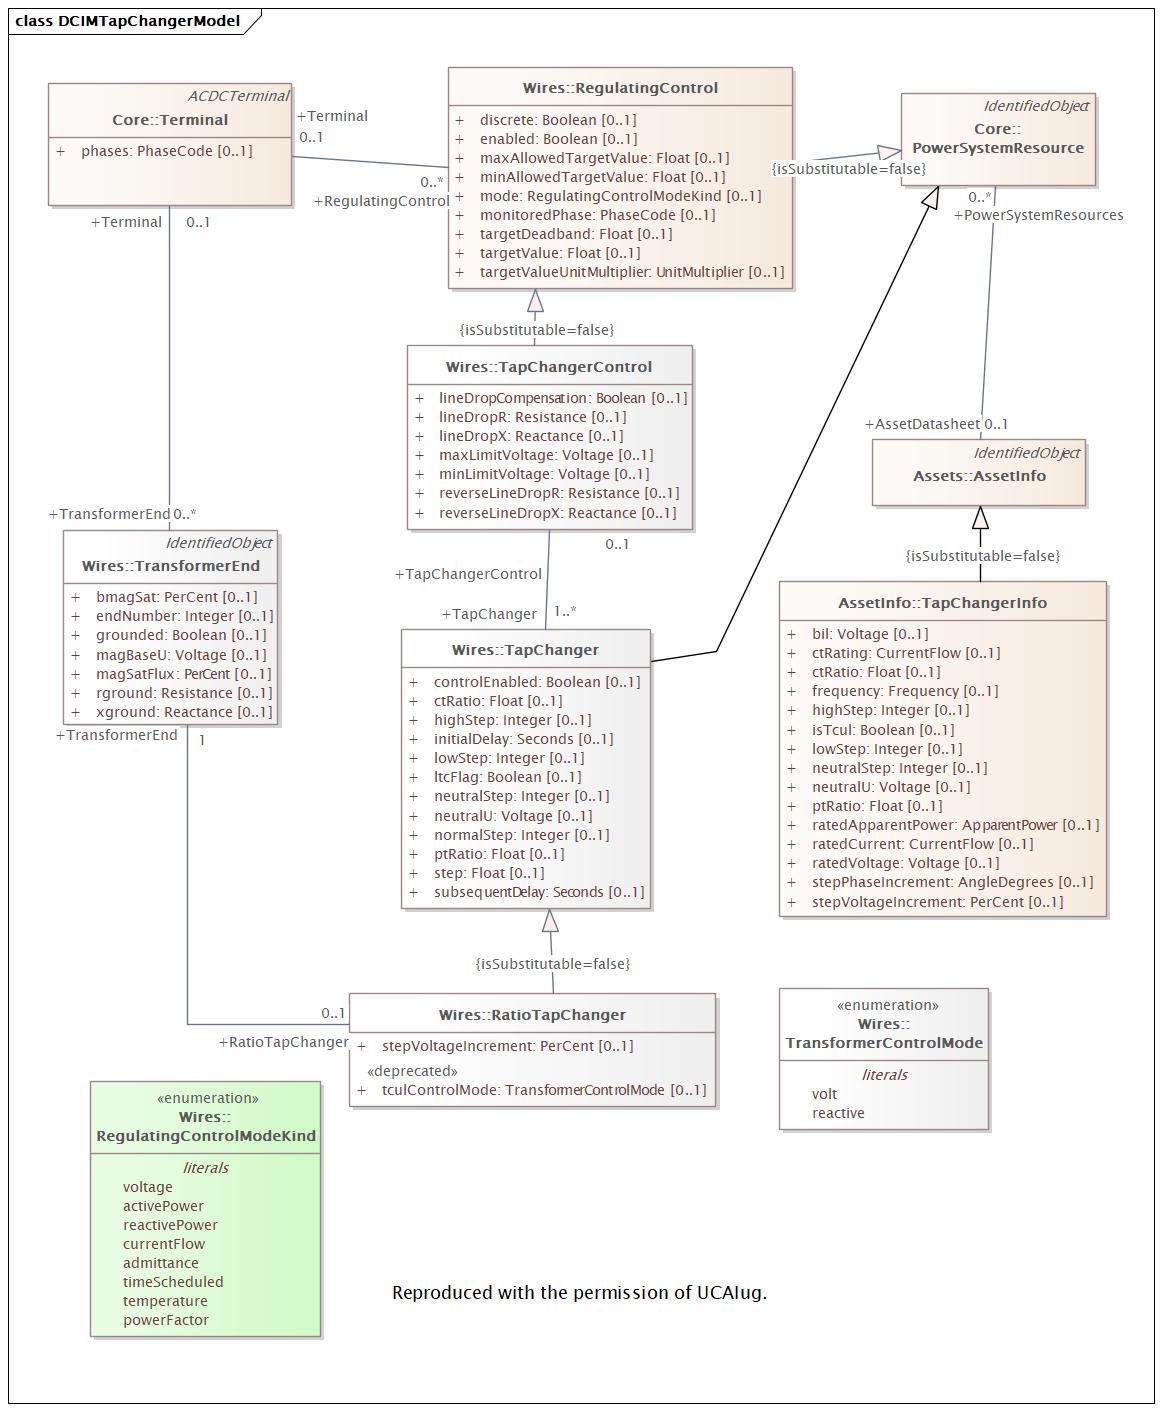 class DCIMTapChangerModel
ACDCTerminal
Core::Terminal
+ phases: PhaseCode [0..1]
+Terminal
0..1
0..*
+RegulatingControl
Wires::RegulatingControl
+ discrete: Boolean [0..1]
+ enabled: Boolean [0..1]
+ maxAllowedTargetValue: Float [0..1]
+ minAllowedTargetValue: Float [0..1]
+ mode: RegulatingControlModeKind [0..1]
+ monitoredPhase: PhaseCode [0..1]
+ targetDeadband: Float [0..1]
+ targetValue: Float [0..1]
+ targetValueUnitMultiplier: UnitMultiplier [0..1]
{isSubstitutable=false}
IdentifiedObject
Core::
PowerSystemResource
0..*
+PowerSystemResources
+Terminal
0..1
{isSubstitutable=false}
Wires::TapChangerControl
+ lineDropCompensation: Boolean [0..1]
+ lineDropR: Resistance [0..1]
+ lineDropX: Reactance [0..1]
+ maxLimitVoltage: Voltage [0..1]
+ minLimitVoltage: Voltage [0..1]
+ reverseLineDropR: Resistance [0..1]
+ reverseLineDropX: Reactance [0..1]
+AssetDatasheet 0..1
IdentifiedObject
Assets::AssetInfo
{isSubstitutable=false}
+TransformerEnd 0..*
IdentifiedObject
Wires::TransformerEnd
+ bmagSat: PerCent [0..1]
+ endNumber: Integer [0..1]
+ grounded: Boolean [0..1]
+ magBaseU: Voltage [0..1]
+ magSatFlux: PerCent [0..1]
+ rground: Resistance [0..1]
+ xground: Reactance [0..1]
+TransformerEnd
1
0..1
+TapChangerControl
+TapChanger
1..*
Wires::TapChanger
+ controlEnabled: Boolean [0..1]
+ ctRatio: Float [0..1]
+ highStep: Integer [0..1]
+ initialDelay: Seconds [0..1]
+ lowStep: Integer [0..1]
+ ltcFlag: Boolean [0..1]
+ neutralStep: Integer [0..1]
+ neutralU: Voltage [0..1]
+ normalStep: Integer [0..1]
+ ptRatio: Float [0..1]
+ step: Float [0..1]
+ subsequentDelay: Seconds [0..1]
AssetInfo::TapChangerInfo
+ bil: Voltage [0..1]
+ ctRating: CurrentFlow [0..1]
+ ctRatio: Float [0..1]
+ frequency: Frequency [0..1]
+ highStep: Integer [0..1]
+ isTcul: Boolean [0..1]
+ lowStep: Integer [0..1]
+ neutralStep: Integer [0..1]
+ neutralU: Voltage [0..1]
+ ptRatio: Float [0..1]
+ ratedApparentPower: ApparentPower [0..1]
+ ratedCurrent: CurrentFlow [0..1]
+ ratedVoltage: Voltage [0..1]
+ stepPhaseIncrement: AngleDegrees [0..1]
+ stepVoltageIncrement: PerCent [0..1]
{isSubstitutable=false}
0..1
+RatioTapChanger
Wires::RatioTapChanger
+ stepVoltageIncrement: PerCent [0..1]
«deprecated»
+ tculControlMode: TransformerControlMode [0..1]
«enumeration»
Wires::
TransformerControlMode
literals
volt
reactive
«enumeration»
Wires::
RegulatingControlModeKind
literals
voltage
activePower
reactivePower
currentFlow
admittance
timeScheduled
temperature
powerFactor
Reproduced with the permission of UCAIug.